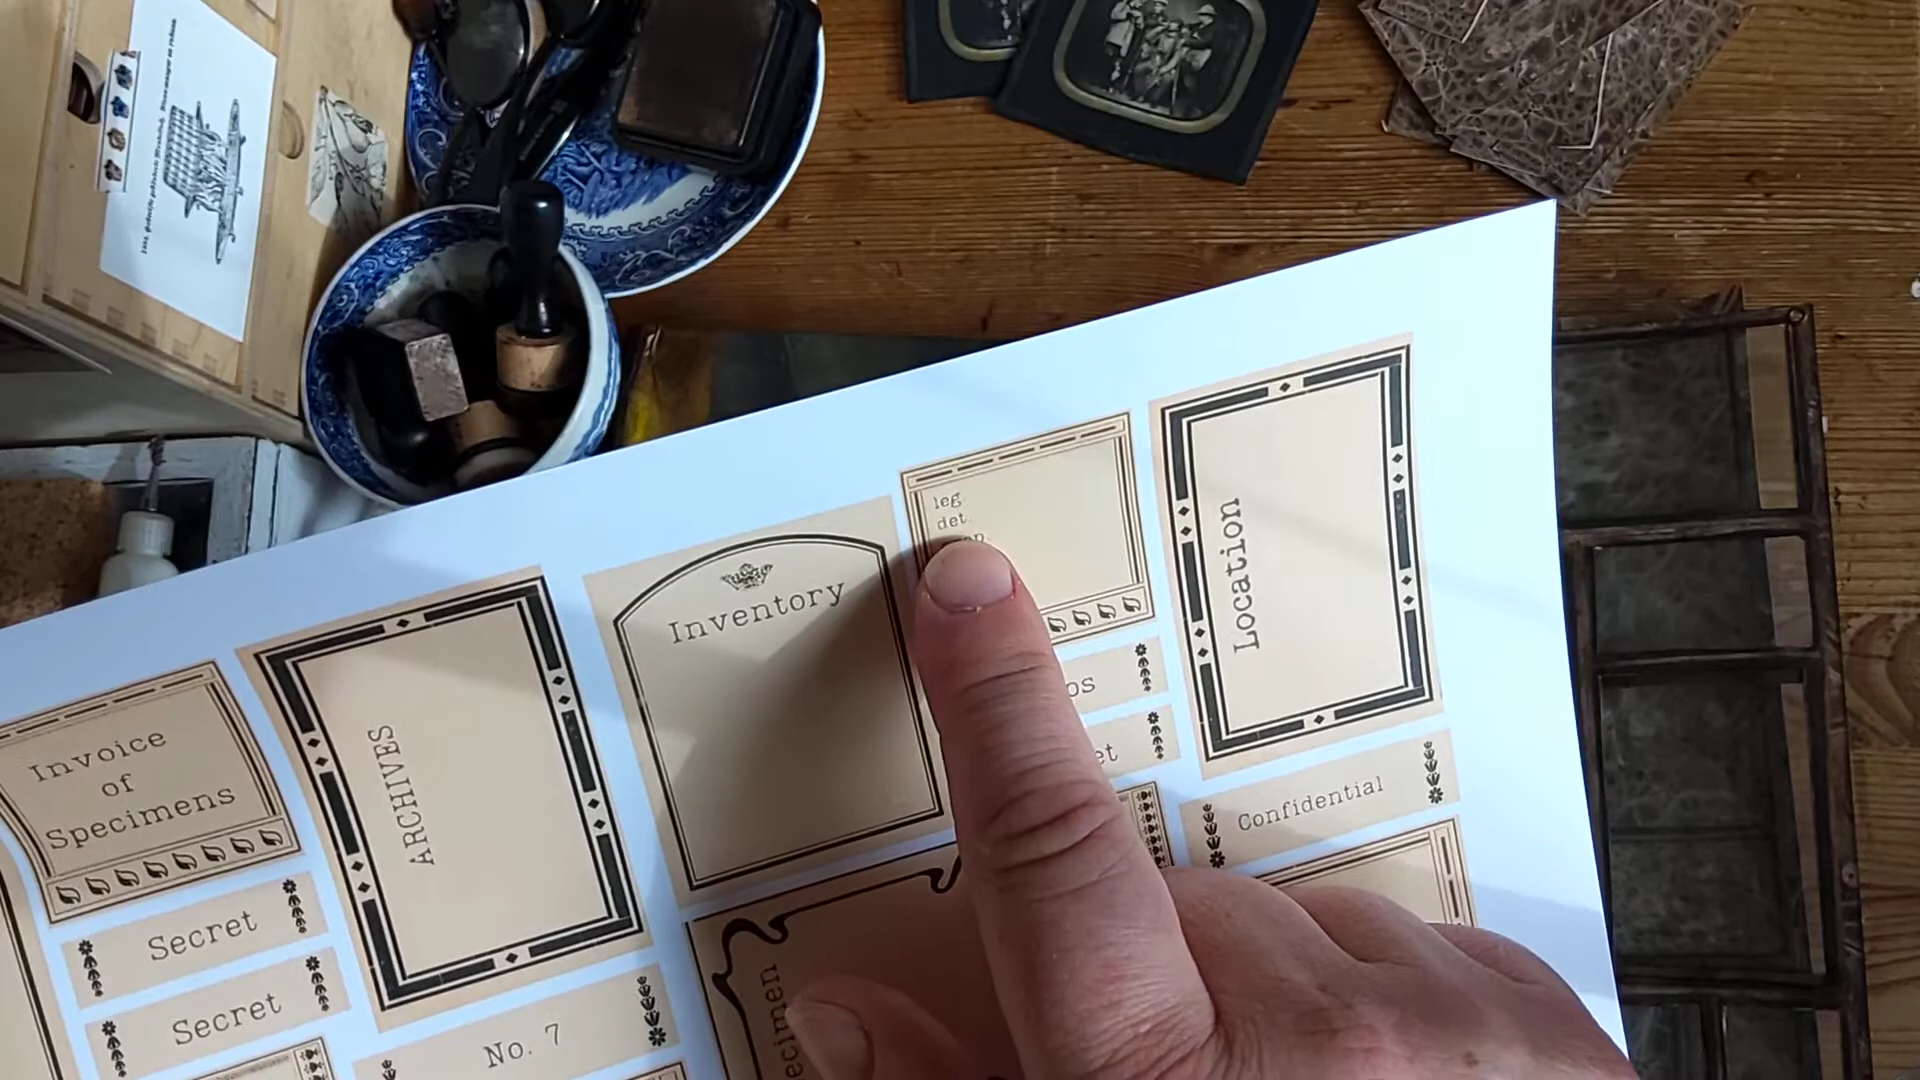 leg
det.
Location
Inventory
Invoice
of
Specimens
ARCHIVES
Confidential
Secret
Secret
No. 7